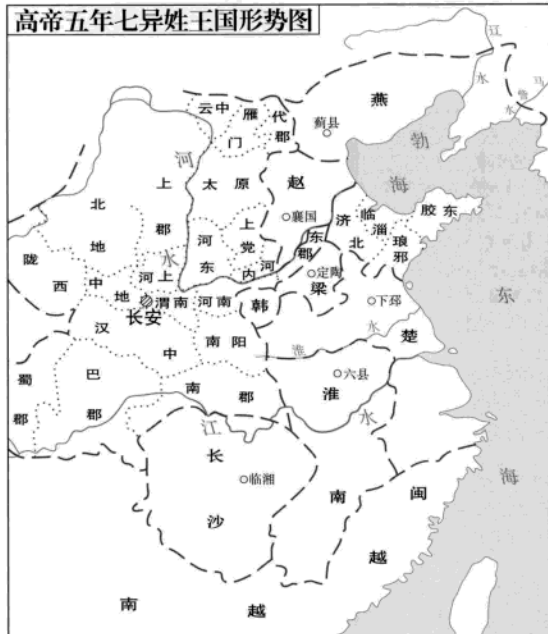 高帝五年七异姓王国形势图
江水
马訾水
燕
蓟县
渤海
云中
雁门
代郡
河水
上郡
太原
赵
襄国
北地
陇西
河东
上党
河内
东郡
济北
临淄
胶东
琅邪
中地
河上
渭南
河南
长安
韩
定陶
梁
下邳
楚
东海
汉中
南阳
淮水
蜀郡
巴郡
南郡
六县
淮南
江水
长沙
临湘
闽越
南越